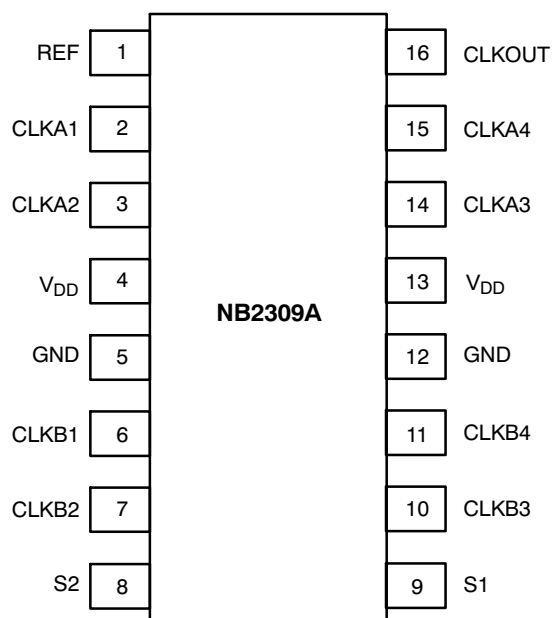 REF 1 16 CLKOUT
CLKA1 2 15 CLKA4
CLKA2 3 14 CLKA3
VDD 4 13 VDD
NB2309A
GND 5 12 GND
CLKB1 6 11 CLKB4
CLKB2 7 10 CLKB3
S2 8 9 S1